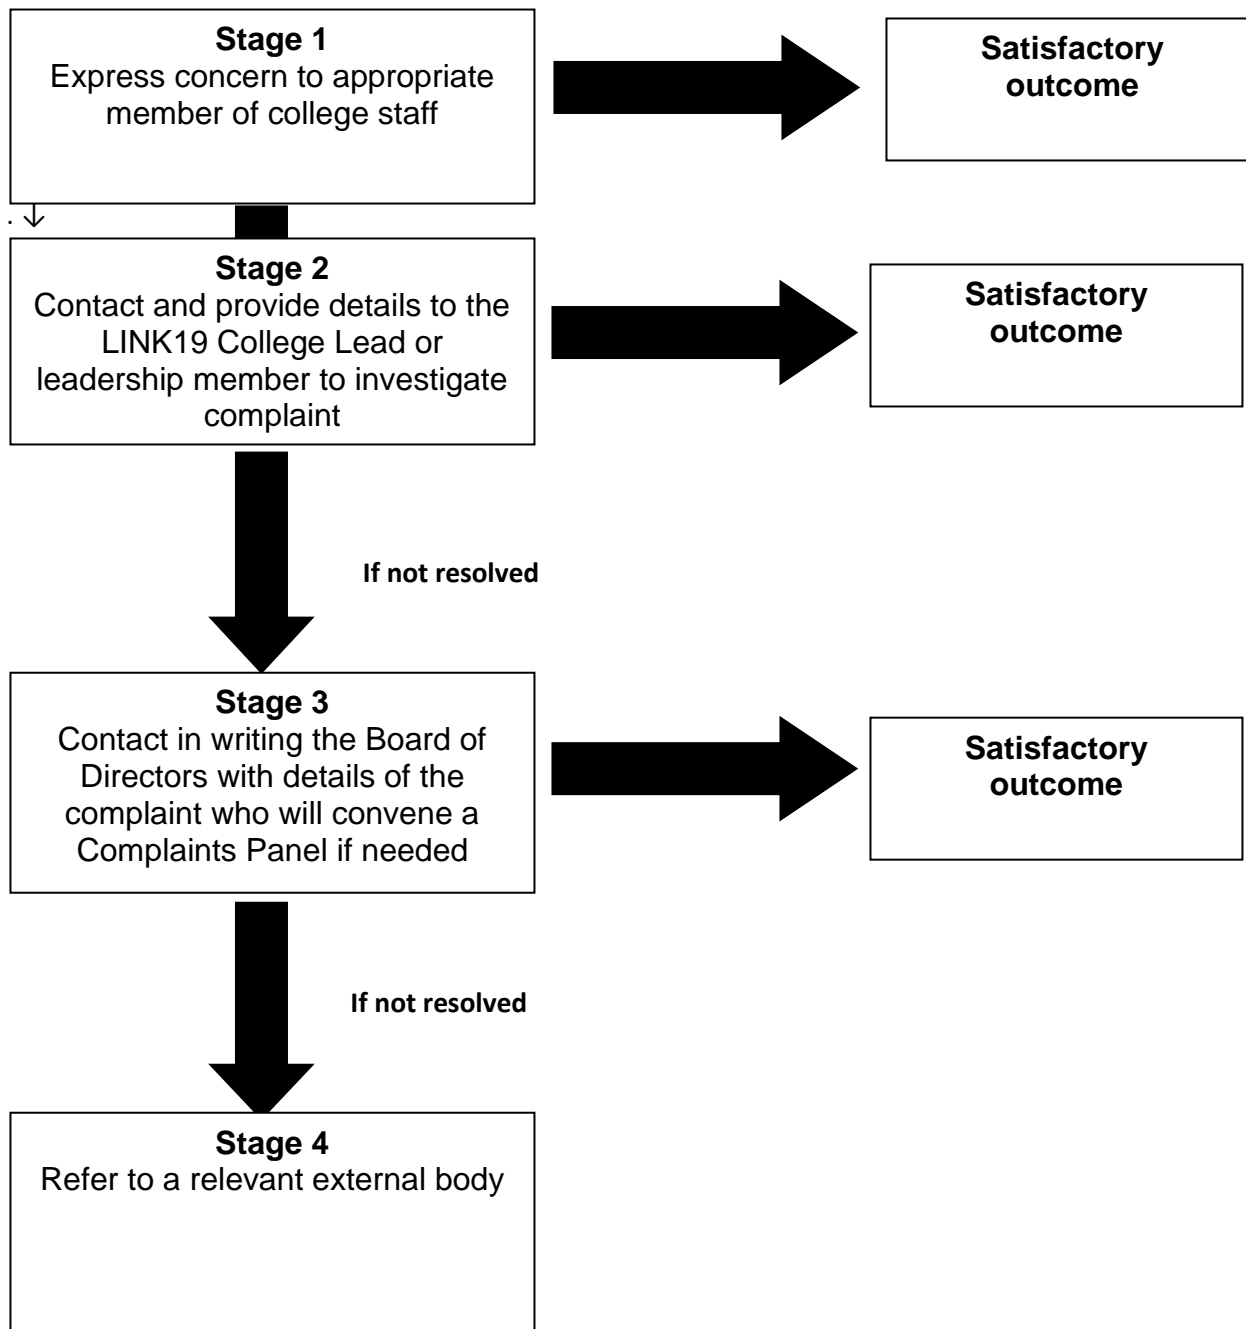 Stage 1
Express concern to appropriate
member of college staff
Satisfactory
outcome
.
Stage 2
Contact and provide details to the
LINK19 College Lead or
leadership member to investigate
complaint
Satisfactory
outcome
If not resolved
Stage 3
Contact in writing the Board of
Directors with details of the
complaint who will convene a
Complaints Panel if needed
Satisfactory
outcome
If not resolved
Stage 4
Refer to a relevant external body